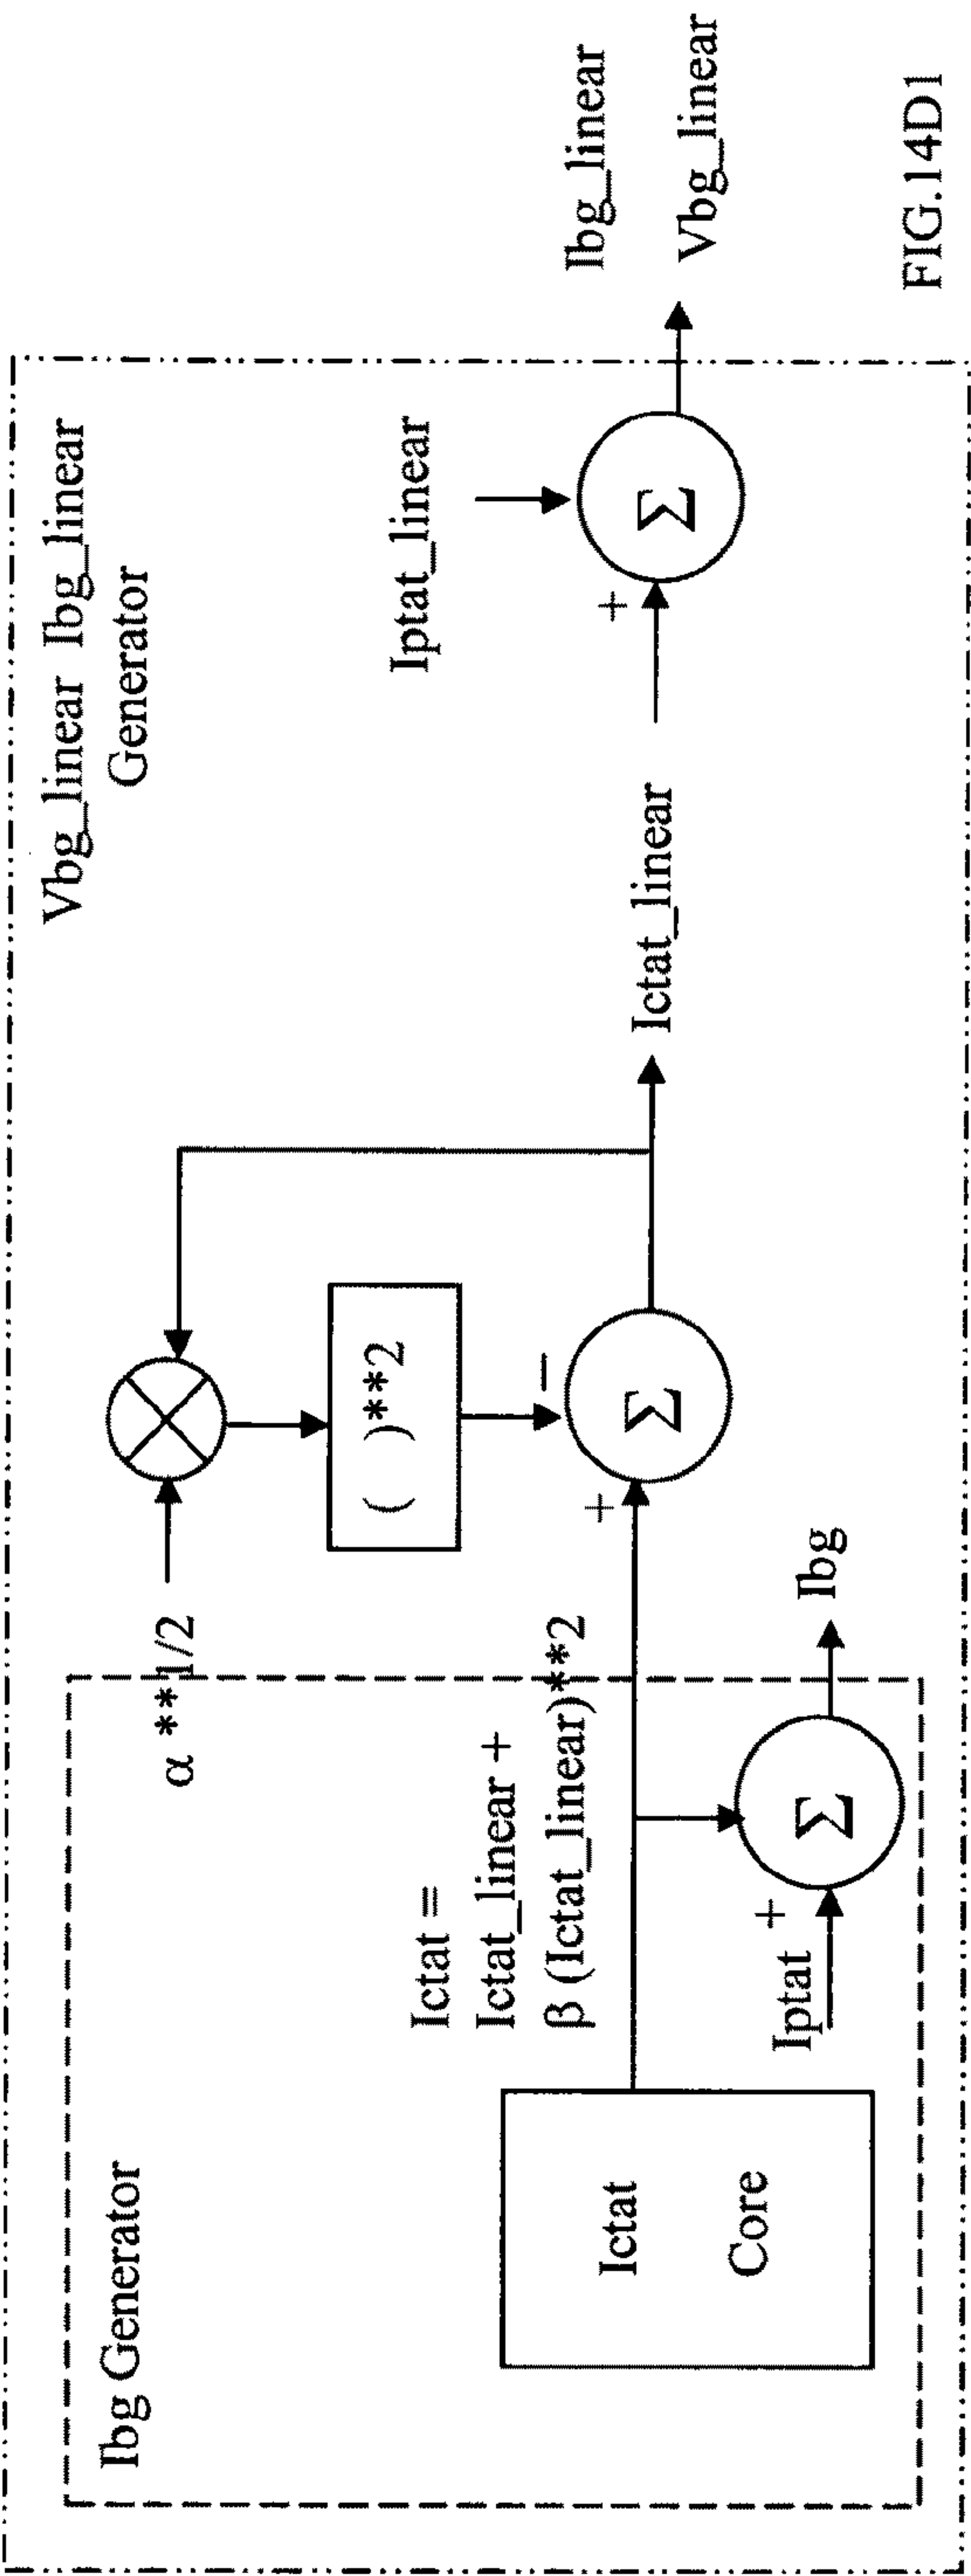 Vbg_linear Ibg_linear
Generator
Ibg Generator
α ** 1/2
( )**2
Ictat =
Ictat_linear +
β (Ictat_linear)**2
+
−
Σ
Ictat
Core
Iptat
+
Σ
Ibg
Ictat_linear
Iptat_linear
+
Σ
Ibg_linear
Vbg_linear
FIG.14D1